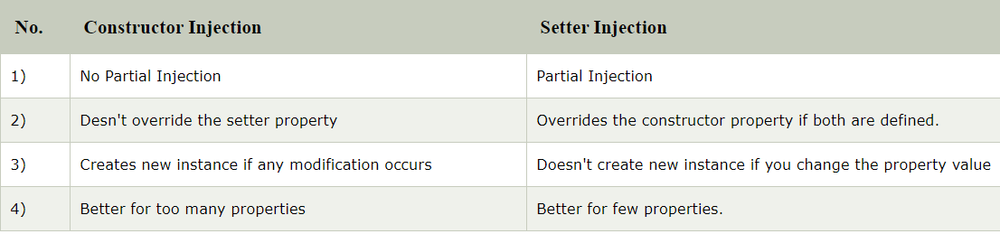 No. Constructor Injection Setter Injection
1) No Partial Injection Partial Injection
2) Desn't override the setter property Overrides the constructor property if both are defined.
3) Creates new instance if any modification occurs Doesn't create new instance if you change the property value
4) Better for too many properties Better for few properties.